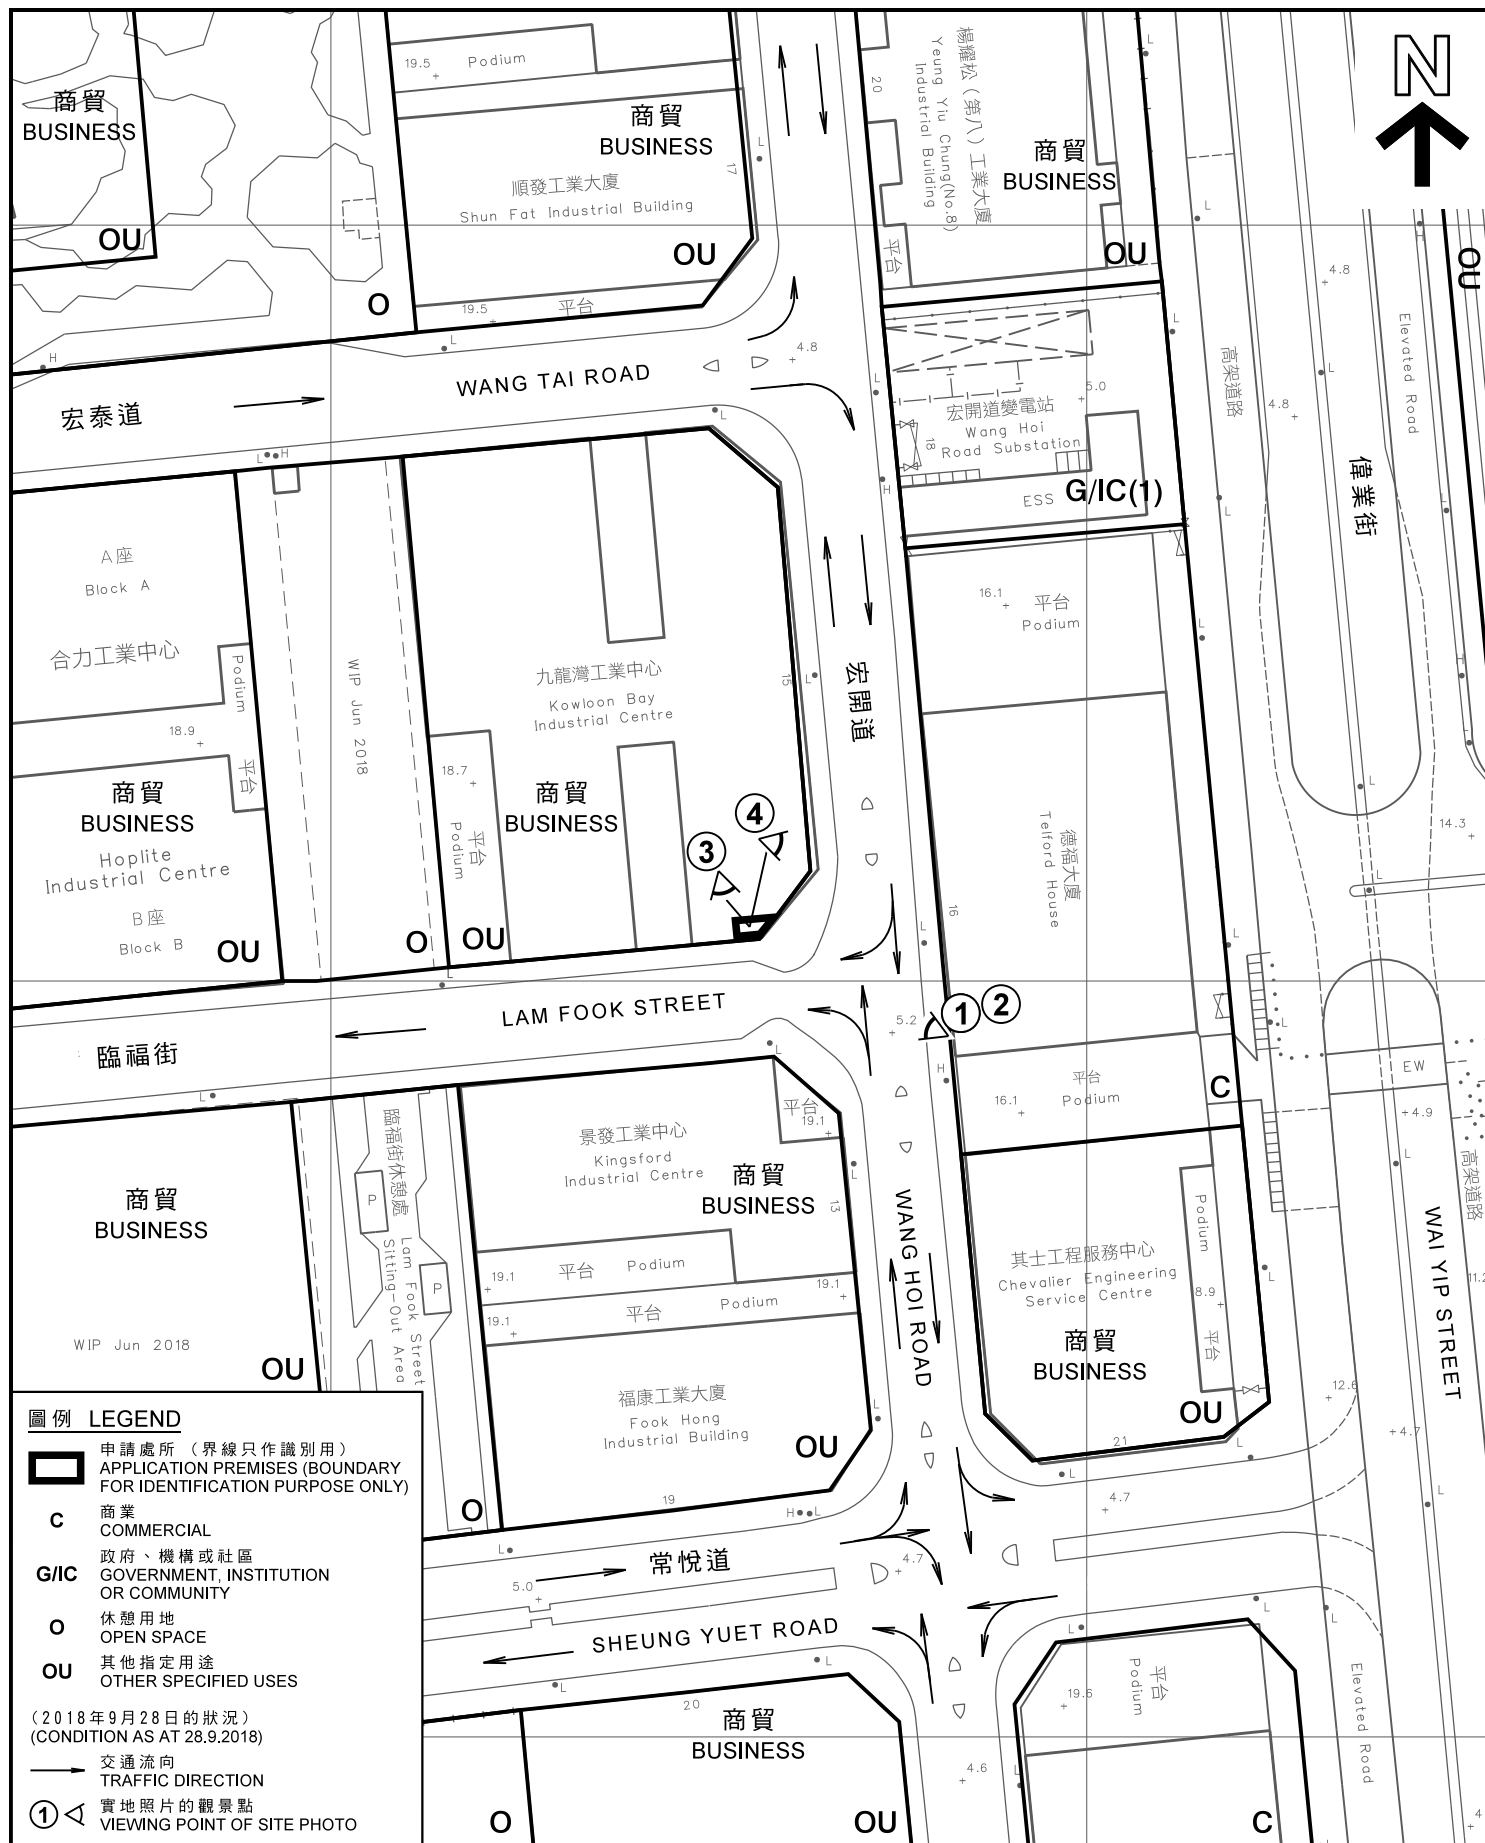 N
商貿
BUSINESS
OU
19.5
Podium
商貿
BUSINESS
17
順發工業大廈
Shun Fat Industrial Building
OU
19.5
平台
O
楊耀松（第八）工業大廈
Yeung Yiu Chung(No.8)
Industrial Building
20
平台
商貿
BUSINESS
OU
OU
4.8
4.8
高架道路
Elevated Road
偉業街
宏泰道
WANG TAI ROAD
4.8
宏開道變電站
Wang Hoi
Road Substation
5.0
18
ESS
G/IC(1)
A座
Block A
合力工業中心
Podium
18.9
平台
商貿
BUSINESS
Hoplite
Industrial Centre
B座
Block B
OU
WIP Jun 2018
O
九龍灣工業中心
Kowloon Bay
Industrial Centre
15
18.7
平台
Podium
商貿
BUSINESS
OU
3
4
宏開道
16.1
平台
Podium
德福大廈
Telford House
16
14.3
1
2
5.2
LAM FOOK STREET
臨福街
平台
Podium
16.1
C
EW
4.9
高架道路
商貿
BUSINESS
WIP Jun 2018
OU
臨福街休憩處
Lam Fook Street
Sitting-Out Area
P
P
O
景發工業中心
Kingsford
Industrial Centre
平台
19.1
商貿
BUSINESS
13
19.1
平台
Podium
19.1
19.1
平台
Podium
福康工業大廈
Fook Hong
Industrial Building
OU
19
WANG HOI ROAD
其士工程服務中心
Chevalier Engineering
Service Centre
Podium
8.9
平台
商貿
BUSINESS
OU
21
WAI YIP STREET
11.2
12.6
4.7
4.7
常悅道
5.0
4.7
SHEUNG YUET ROAD
20
商貿
BUSINESS
O
OU
4.6
19.6
平台
Podium
C
Elevated Road
圖例 LEGEND
申請處所（界線只作識別用）
APPLICATION PREMISES (BOUNDARY
FOR IDENTIFICATION PURPOSE ONLY)
C
商業
COMMERCIAL
G/IC
政府、機構或社區
GOVERNMENT, INSTITUTION
OR COMMUNITY
O
休憩用地
OPEN SPACE
OU
其他指定用途
OTHER SPECIFIED USES
（2018年9月28日的狀況）
(CONDITION AS AT 28.9.2018)
交通流向
TRAFFIC DIRECTION
1
實地照片的觀景點
VIEWING POINT OF SITE PHOTO